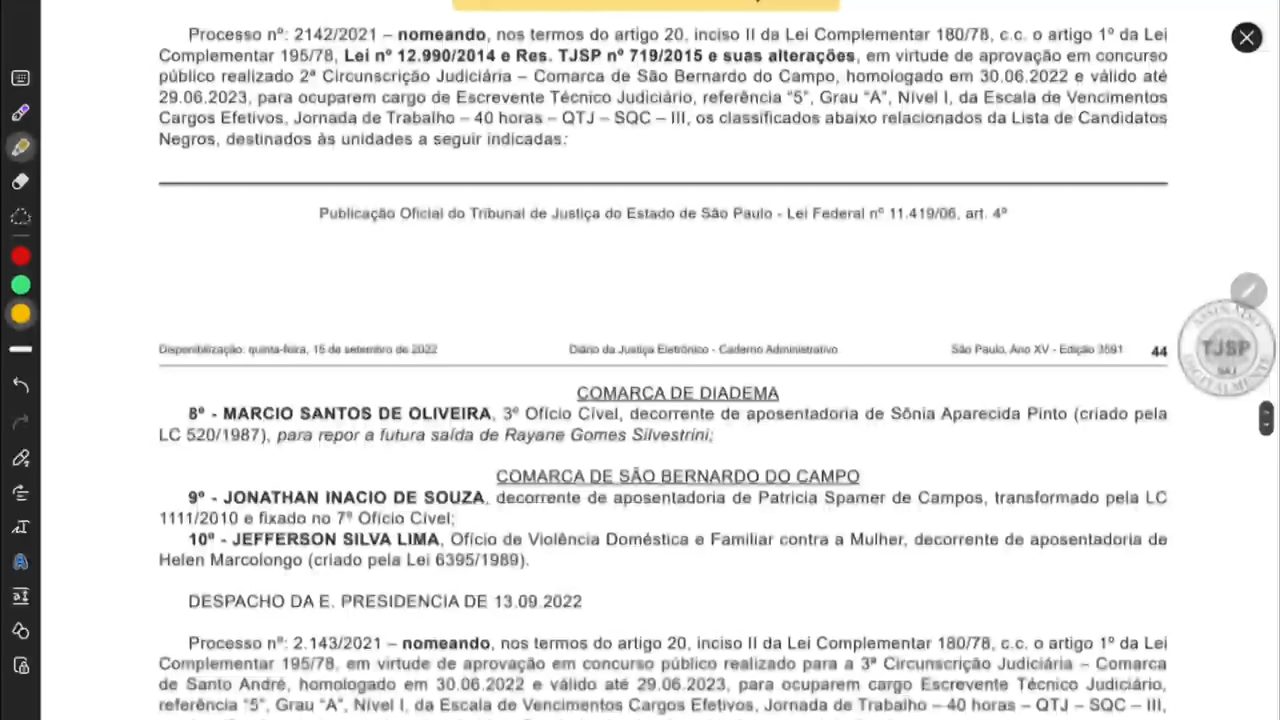 Processo nº: 2142/2021 – nomeando, nos termos do artigo 20, inciso II da Lei Complementar 180/78, c.c. o artigo 1º da Lei
Complementar 195/78, Lei nº 12.990/2014 e Res. TJSP nº 719/2015 e suas alterações, em virtude de aprovação em concurso
público realizado 2ª Circunscrição Judiciária – Comarca de São Bernardo do Campo, homologado em 30.06.2022 e válido até
29.06.2023, para ocuparem cargo de Escrevente Técnico Judiciário, referência “5”, Grau “A”, Nível I, da Escala de Vencimentos
Cargos Efetivos, Jornada de Trabalho – 40 horas – QTJ – SQC – III, os classificados abaixo relacionados da Lista de Candidatos
Negros, destinados às unidades a seguir indicadas:
Publicação Oficial do Tribunal de Justiça do Estado de São Paulo - Lei Federal nº 11.419/06, art. 4º
Disponibilização: quinta-feira, 15 de setembro de 2022 Diário da Justiça Eletrônico - Caderno Administrativo São Paulo, Ano XV - Edição 3591 44
TJSP
COMARCA DE DIADEMA
8º - MARCIO SANTOS DE OLIVEIRA, 3º Ofício Cível, decorrente de aposentadoria de Sônia Aparecida Pinto (criado pela
LC 520/1987), para repor a futura saída de Rayane Gomes Silvestrini;
COMARCA DE SÃO BERNARDO DO CAMPO
9º - JONATHAN INACIO DE SOUZA, decorrente de aposentadoria de Patricia Spamer de Campos, transformado pela LC
1111/2010 e fixado no 7º Ofício Cível;
10º - JEFFERSON SILVA LIMA, Ofício de Violência Doméstica e Familiar contra a Mulher, decorrente de aposentadoria de
Helen Marcolongo (criado pela Lei 6395/1989).
DESPACHO DA E. PRESIDENCIA DE 13.09.2022
Processo nº: 2.143/2021 – nomeando, nos termos do artigo 20, inciso II da Lei Complementar 180/78, c.c. o artigo 1º da Lei
Complementar 195/78, em virtude de aprovação em concurso público realizado para a 3ª Circunscrição Judiciária – Comarca
de Santo André, homologado em 30.06.2022 e válido até 29.06.2023, para ocuparem cargo Escrevente Técnico Judiciário,
referência “5”, Grau “A”, Nível I, da Escala de Vencimentos Cargos Efetivos, Jornada de Trabalho – 40 horas – QTJ – SQC – III,